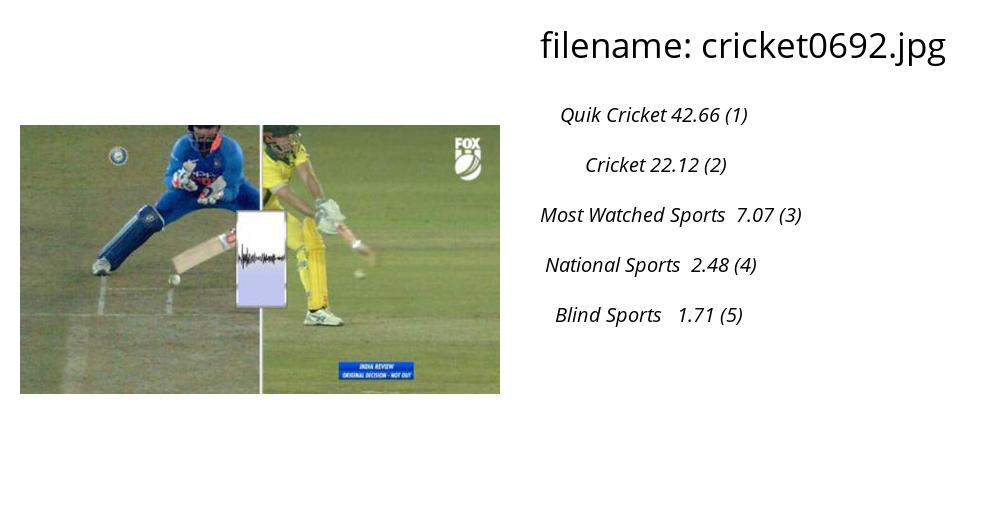 filename: cricket0692.jpg
Quik Cricket 42.66 (1)
Cricket 22.12 (2)
Most Watched Sports 7.07 (3)
National Sports 2.48 (4)
Blind Sports 1.71 (5)
FOX
INDIA REVIEW
ORIGINAL DECISION - NOT OUT